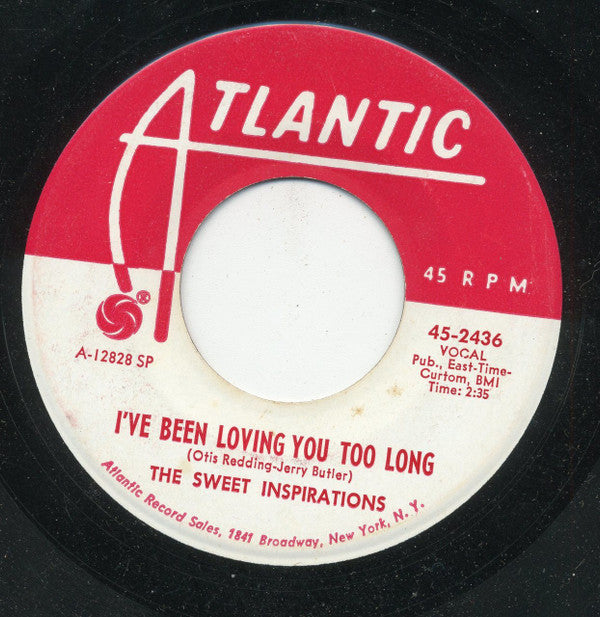 ATLANTIC
45 RPM
A-12828 SP
45-2436
VOCAL
Pub., East-Time-
Curtom, BMI
Time: 2:35
I'VE BEEN LOVING YOU TOO LONG
(Otis Redding-Jerry Butler)
THE SWEET INSPIRATIONS
Atlantic Record Sales, 1841 Broadway, New York, N. Y.